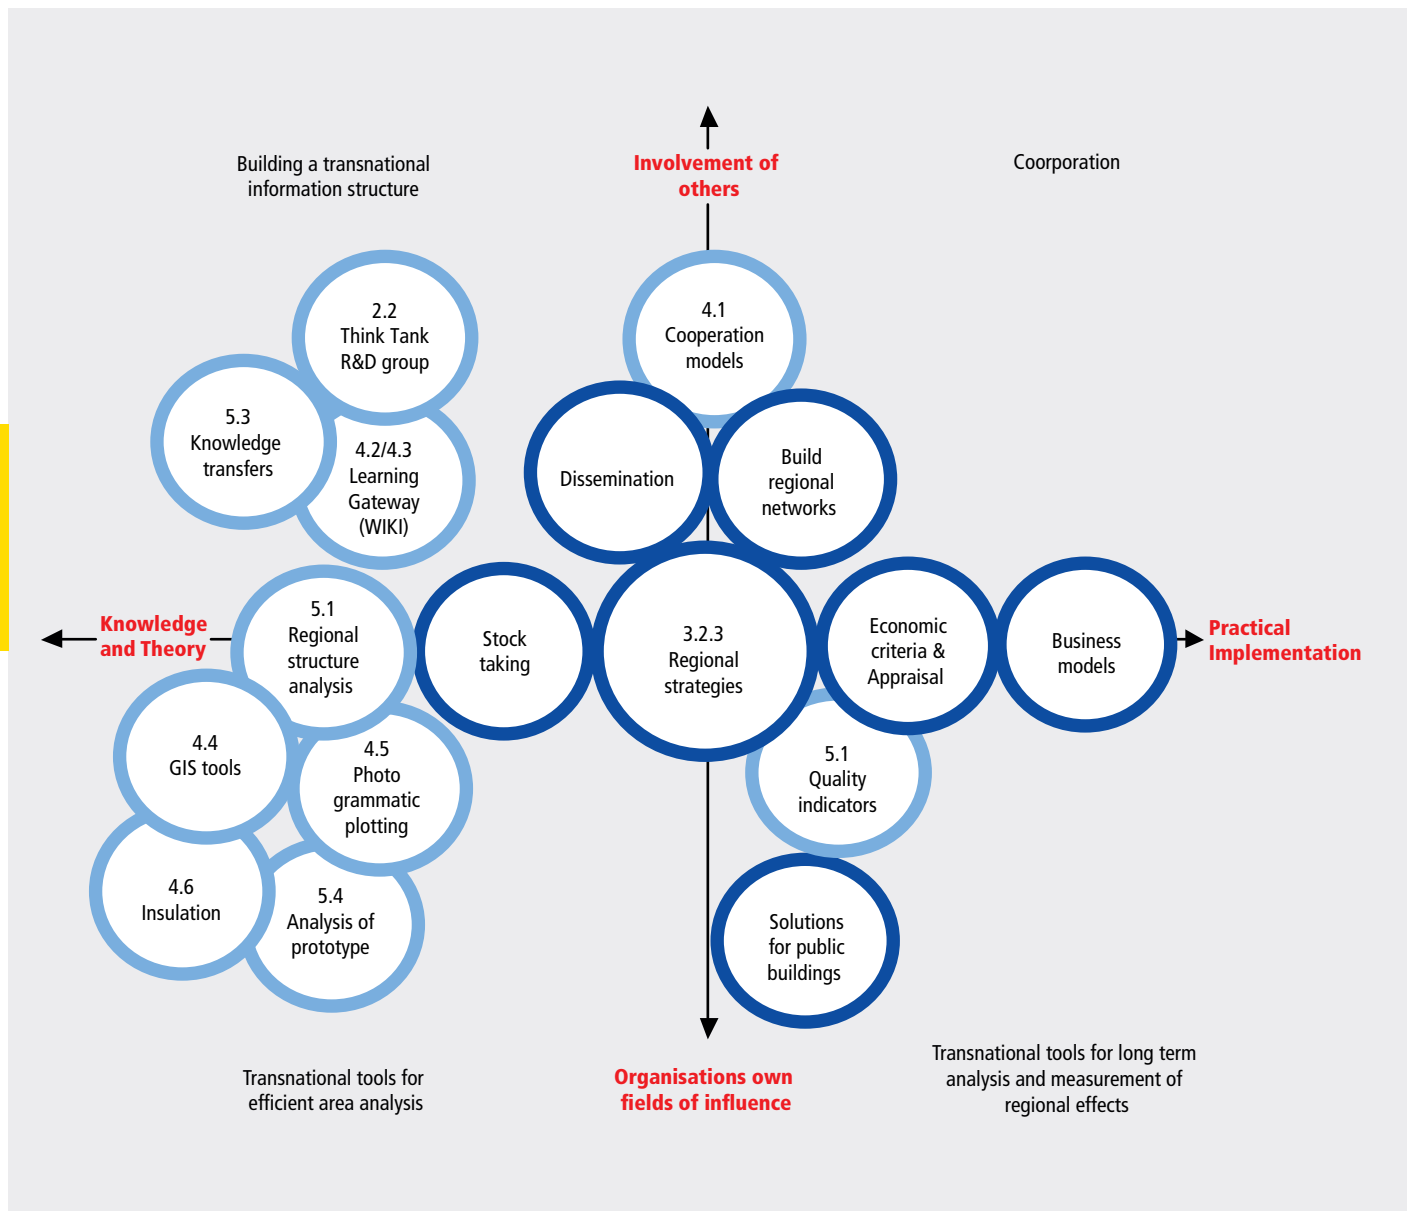 Building a transnational
information structure
Involvement of
others
Coorporation
2.2
Think Tank
R&D group
5.3
Knowledge
transfers
4.2/4.3
Learning
Gateway
(WIKI)
4.1
Cooperation
models
Dissemination
Build
regional
networks
Knowledge
and Theory
5.1
Regional
structure
analysis
Stock
taking
3.2.3
Regional
strategies
Economic
criteria &
Appraisal
Business
models
Practical
Implementation
4.4
GIS tools
4.5
Photo
grammatic
plotting
5.1
Quality
indicators
4.6
Insulation
5.4
Analysis of
prototype
Solutions
for public
buildings
Transnational tools for
efficient area analysis
Organisations own
fields of influence
Transnational tools for long term
analysis and measurement of
regional effects